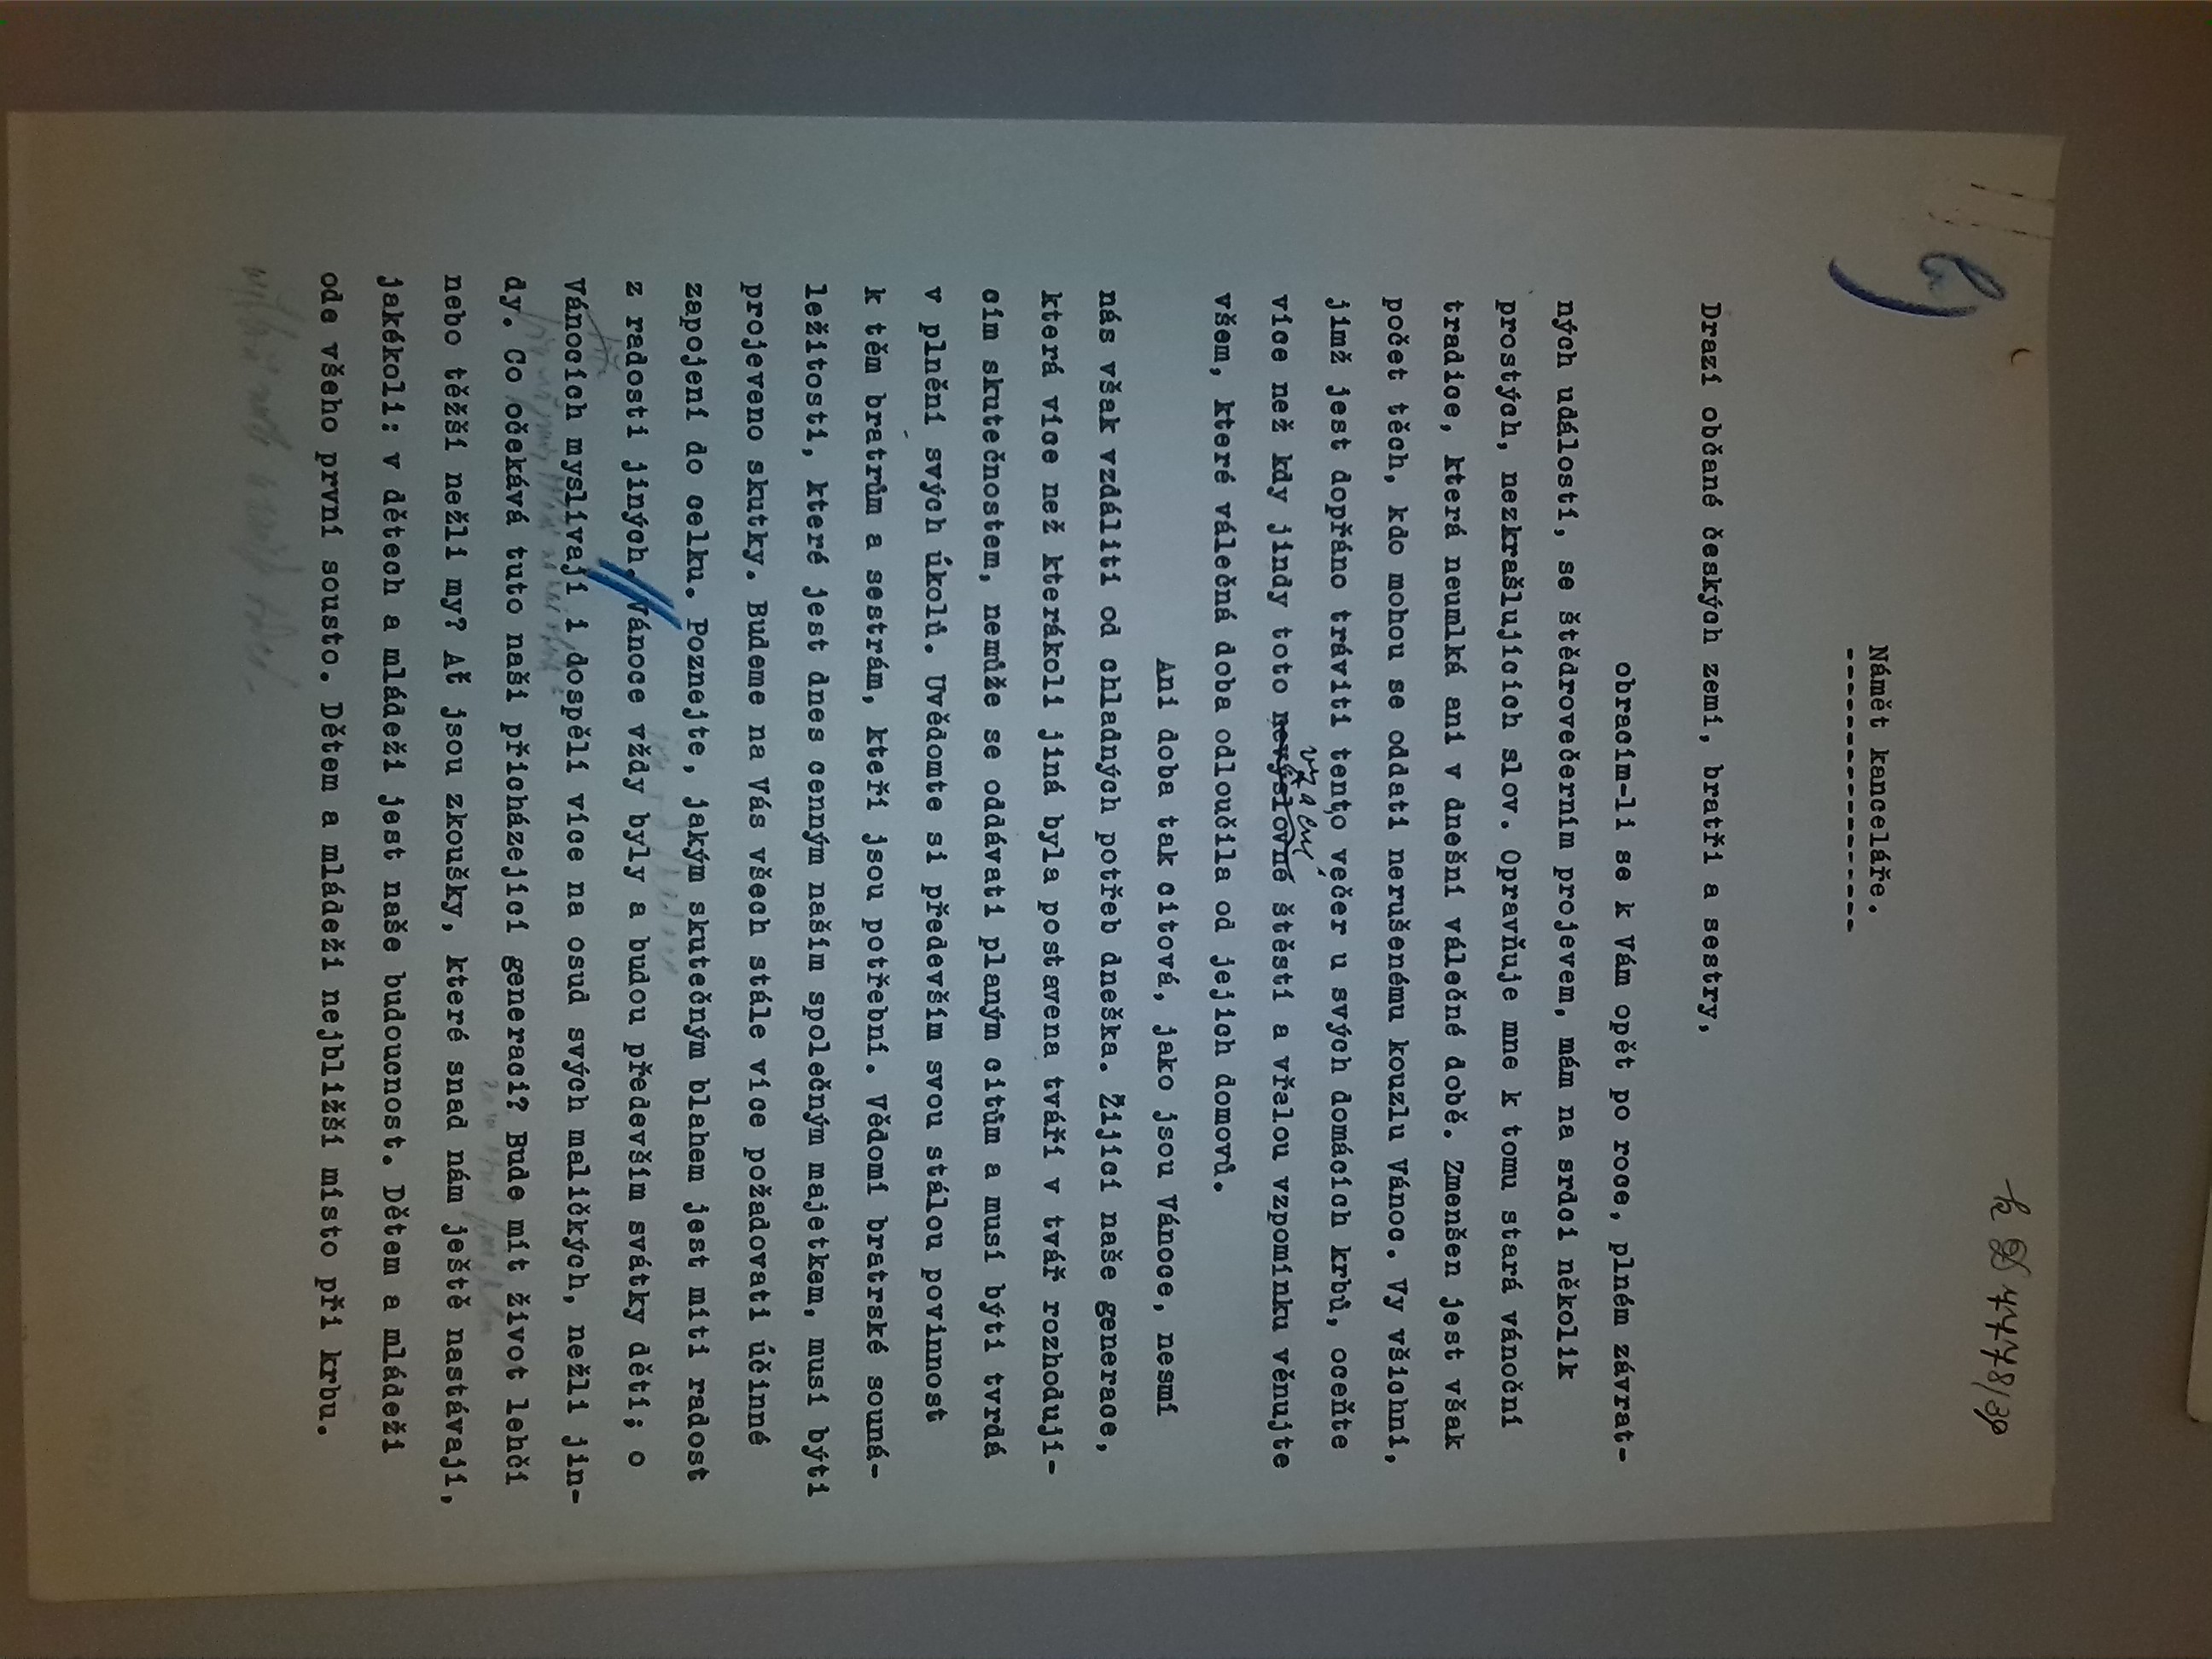 b)
Námět kanceláře.
Drazí občané českých zemí, bratři a sestry,
obracím-li se k Vám opět po roce, plném závrat-
ných událostí, se štědrovečerním projevem, mám na srdci několik
prostých, nezkrašlujících slov. Opravňuje mne k tomu stará vánoční
tradice, která neumlká ani v dnešní válečné době. Zmenšen jest však
počet těch, kdo mohou se oddati nerušenému kouzlu Vánoc. Vy všichni,
jimž jest dopřáno tráviti tento večer u svých domácích krbů, oceňte
vzácné
více než kdy jindy toto nevýslovné štěstí a vřelou vzpomínku věnujte
všem, které válečná doba odloučila od jejich domovů.
Ani doba tak citová, jako jsou Vánoce, nesmí
nás však vzdáliti od chladných potřeb dneška. Žijící naše generace,
která více než kterákoli jiná byla postavena tváří v tvář rozhodují-
cím skutečnostem, nemůže se oddávati planým citům a musí býti tvrdá
v plnění svých úkolů. Uvědomte si především svou stálou povinnost
k těm bratrům a sestrám, kteří jsou potřební. Vědomí bratrské souná-
ležitosti, které jest dnes cenným naším společným majetkem, musí býti
projeveno skutky. Budeme na Vás všech stále více požadovati účinné
zapojení do celku. Poznejte, jakým skutečným blahem jest míti radost
z radosti jiných. Vánoce vždy byly a budou především svátky dětí; o
Vánocích myslívají i dospělí více na osud svých maličkých, nežli jin-
dy. Co očekává tuto naši přicházející generaci? Bude mít život lehčí
nebo těžší nežli my? Ať jsou zkoušky, které snad nám ještě nastávají,
jakékoli: v dětech a mládeži jest naše budoucnost. Dětem a mládeži
ode všeho první sousto. Dětem a mládeži nejbližší místo při krbu.